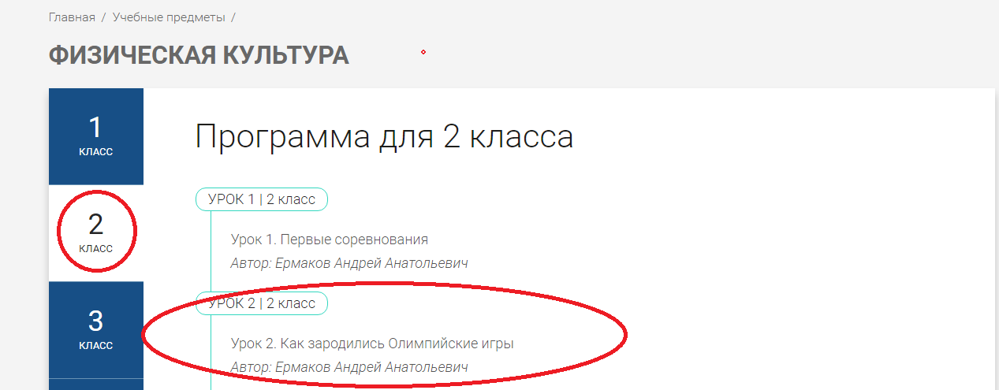 Главная / Учебные предметы /
ФИЗИЧЕСКАЯ КУЛЬТУРА
1
КЛАСС
2
КЛАСС
3
КЛАСС
Программа для 2 класса
УРОК 1 | 2 класс
Урок 1. Первые соревнования
Автор: Ермаков Андрей Анатольевич
УРОК 2 | 2 класс
Урок 2. Как зародились Олимпийские игры
Автор: Ермаков Андрей Анатольевич